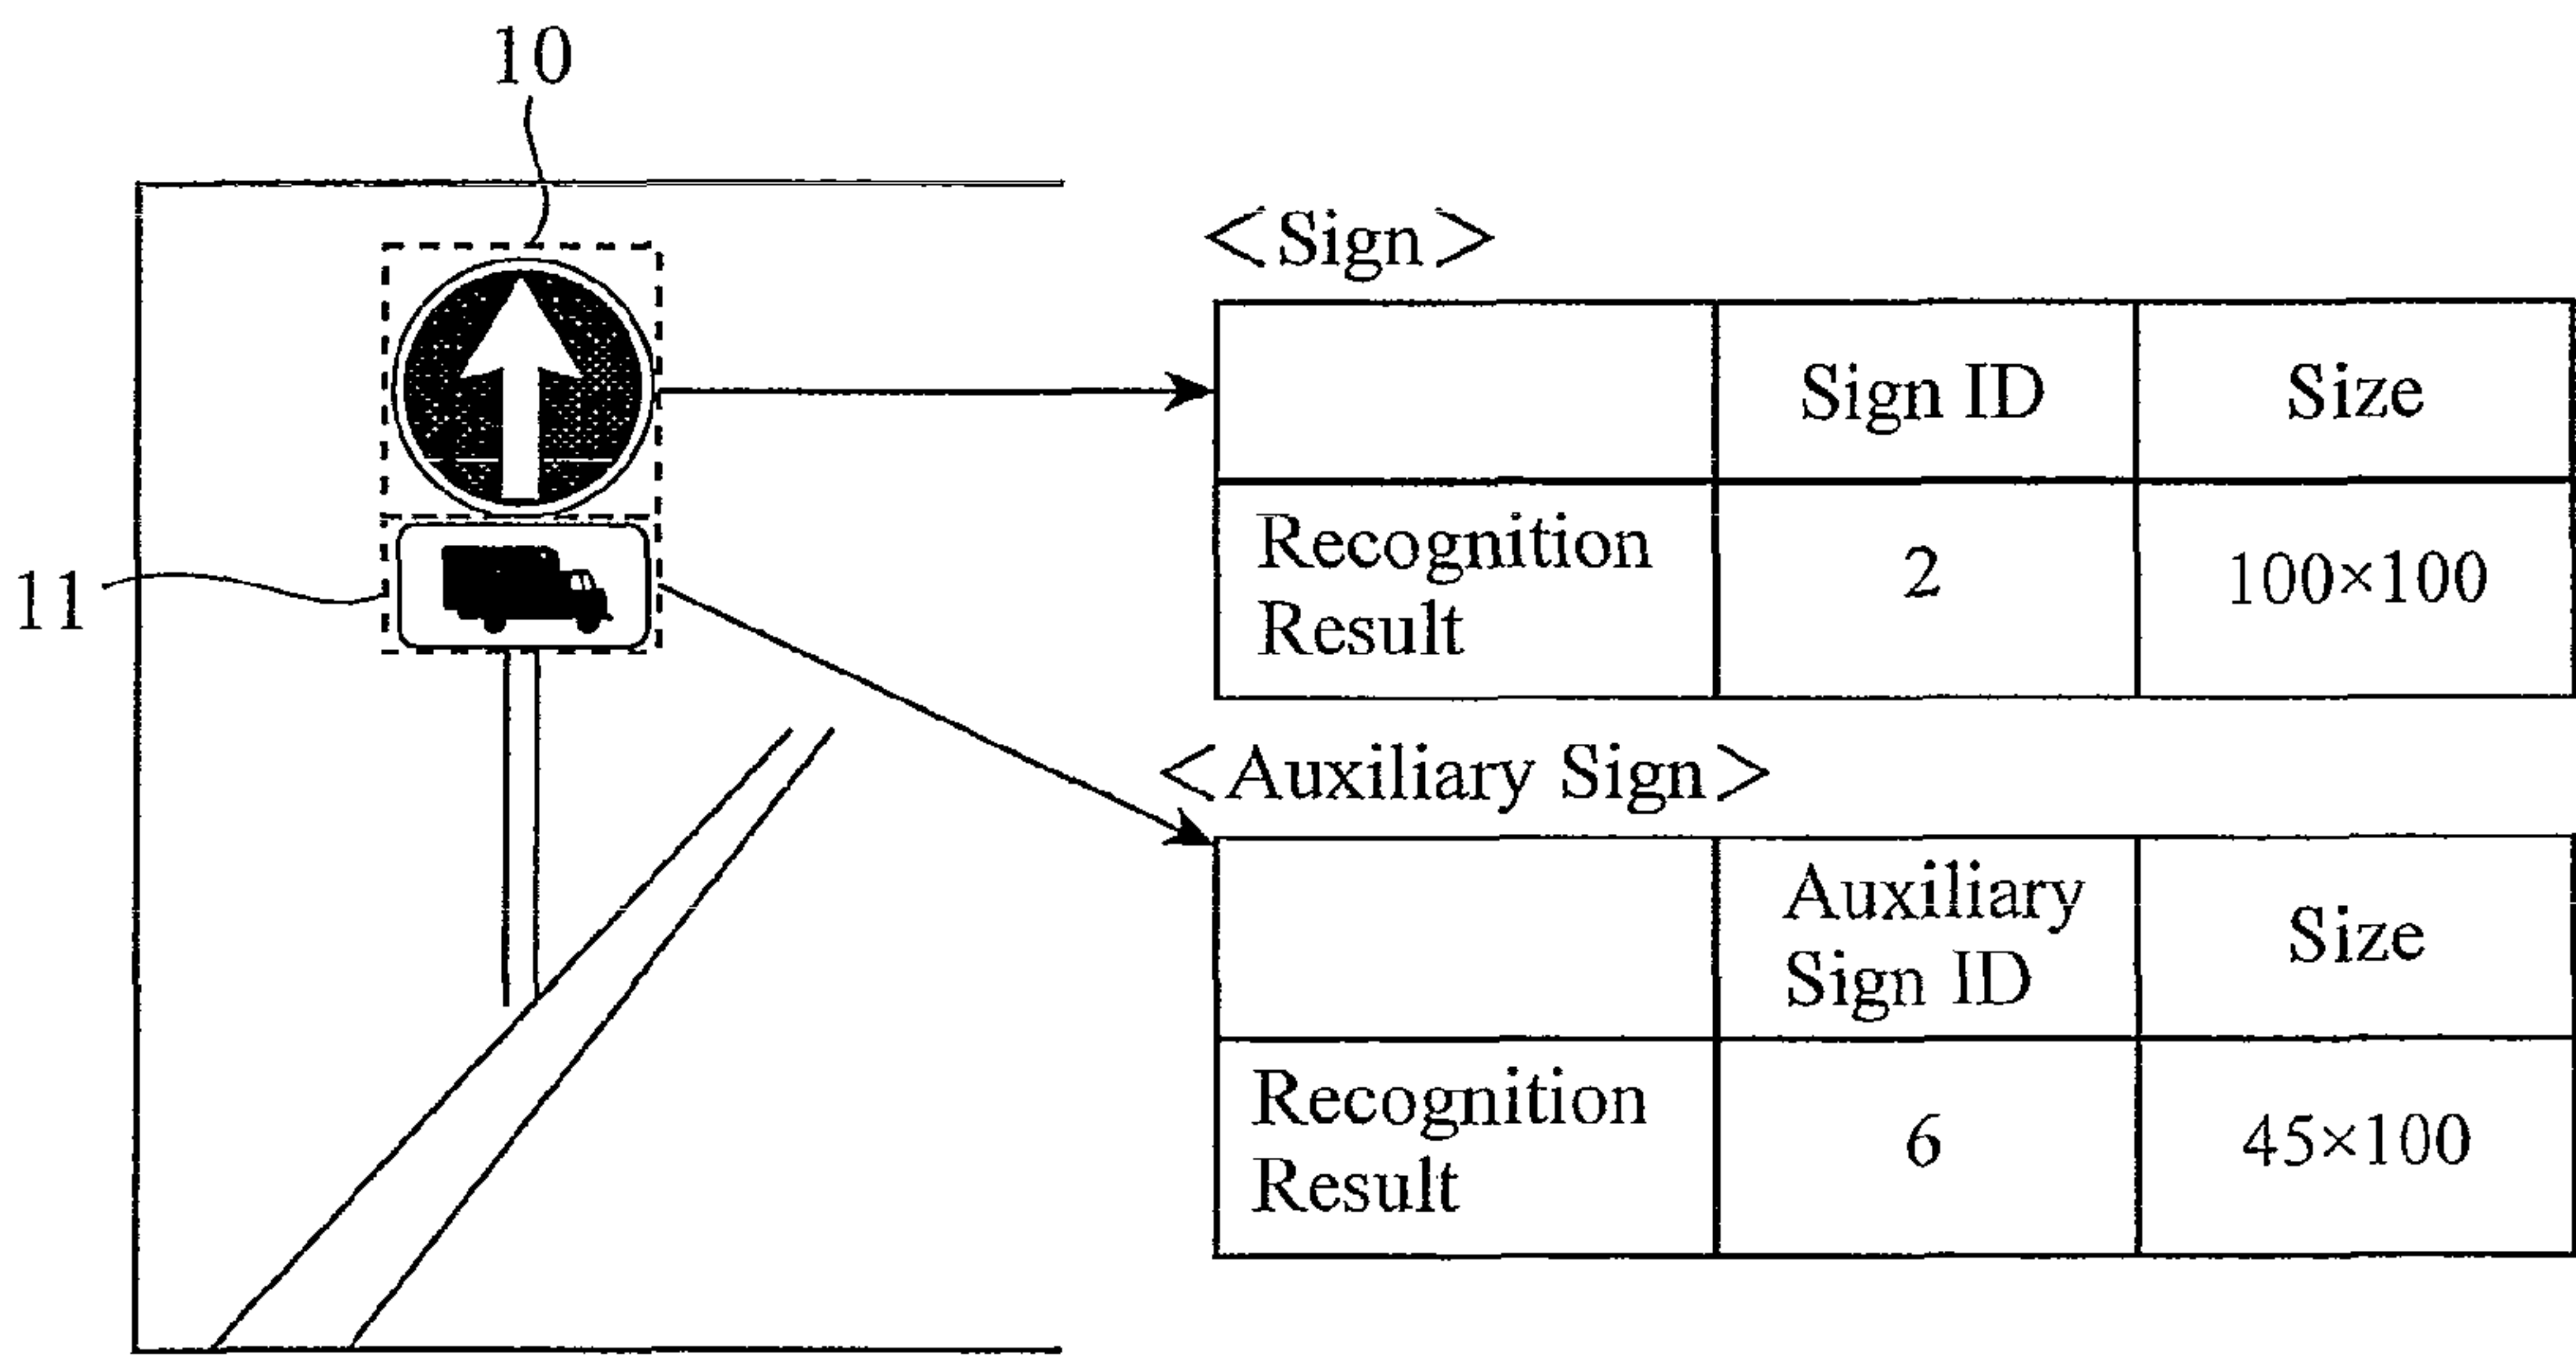 10
11
<Sign>
Sign ID
Size
Recognition
Result
2
100×100
<Auxiliary Sign>
Auxiliary
Sign ID
Size
Recognition
Result
6
45×100